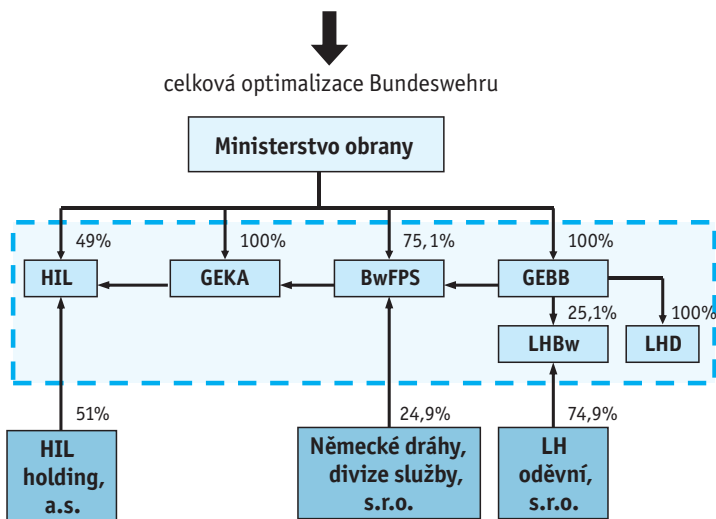 celková optimalizace Bundeswehru
Ministerstvo obrany
49%
100%
75,1%
100%
HIL
GEKA
BwFPS
GEBB
25,1%
100%
LHBw
LHD
51%
24,9%
74,9%
HIL
holding,
a.s.
Německé dráhy,
divize služby,
s.r.o.
LH
oděvní,
s.r.o.